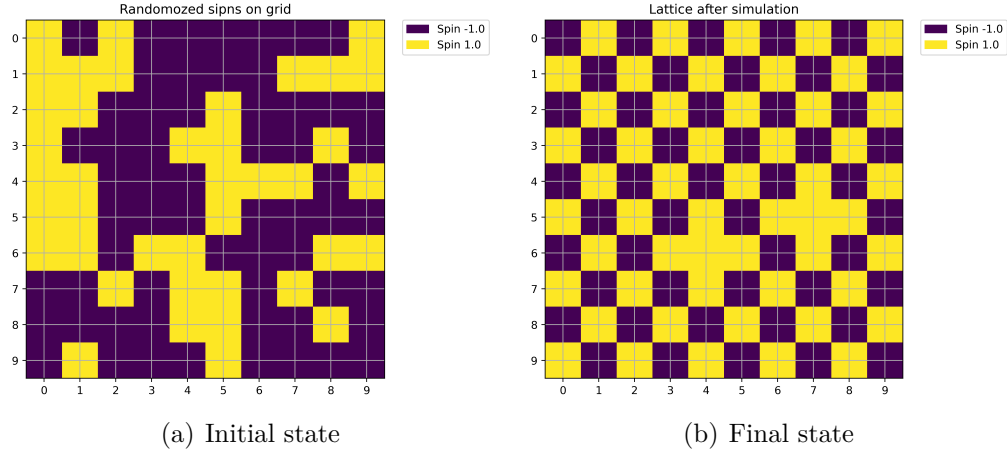 Randomozed sipns on grid
Spin -1.0
Spin 1.0
0
1
2
3
4
5
6
7
8
9
0 1 2 3 4 5 6 7 8 9
(a) Initial state
Lattice after simulation
Spin -1.0
Spin 1.0
0
1
2
3
4
5
6
7
8
9
0 1 2 3 4 5 6 7 8 9
(b) Final state